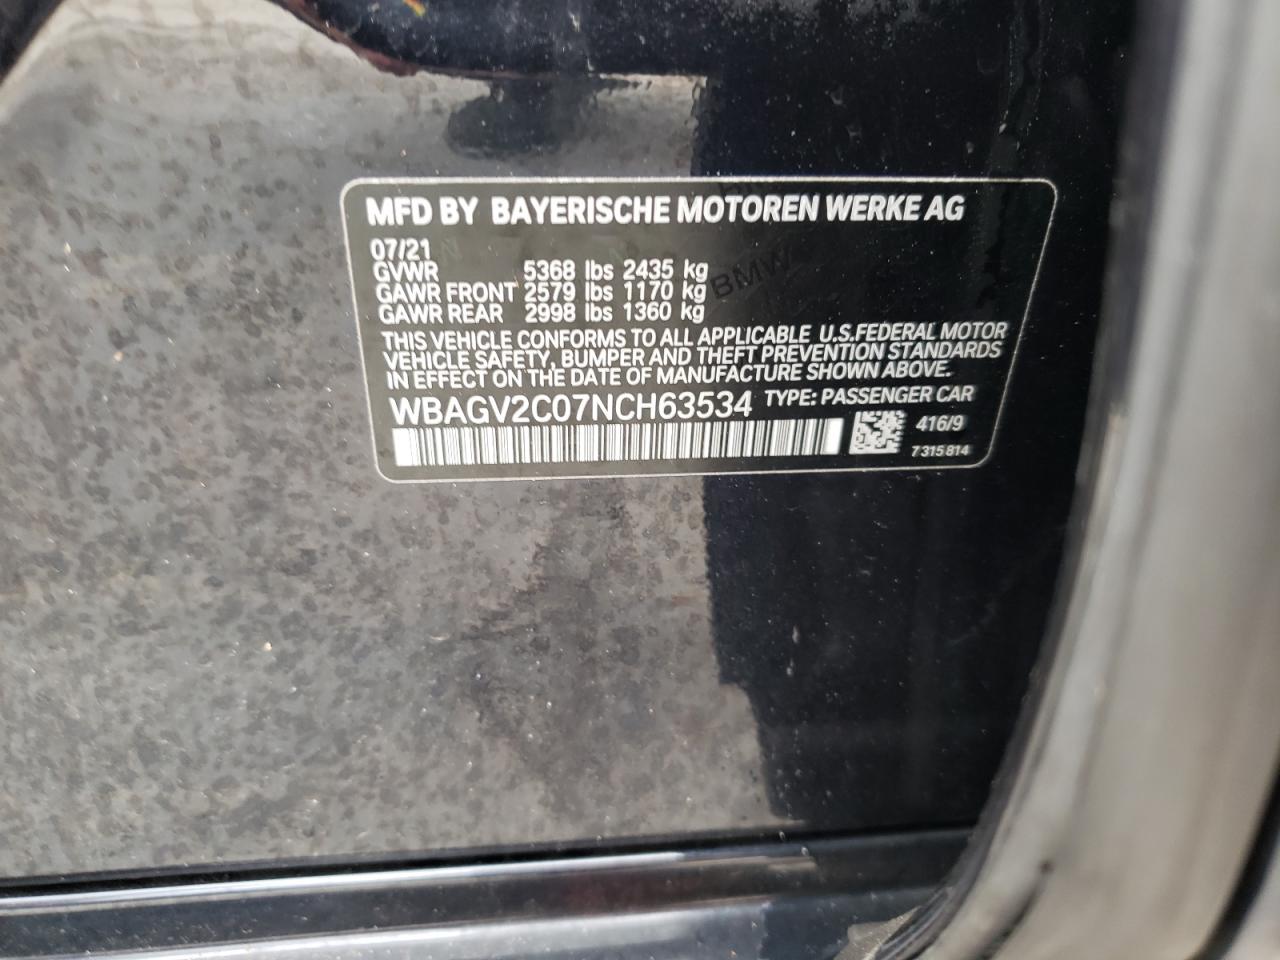 MFD BY BAYERISCHE MOTOREN WERKE AG
07/21
GVWR 5368 lbs 2435 kg
GAWR FRONT 2579 lbs 1170 kg
GAWR REAR 2998 lbs 1360 kg
THIS VEHICLE CONFORMS TO ALL APPLICABLE U.S.FEDERAL MOTOR
VEHICLE SAFETY, BUMPER AND THEFT PREVENTION STANDARDS
IN EFFECT ON THE DATE OF MANUFACTURE SHOWN ABOVE.
WBAGV2C07NCH63534 TYPE: PASSENGER CAR
416/9
7 315 814
BMW